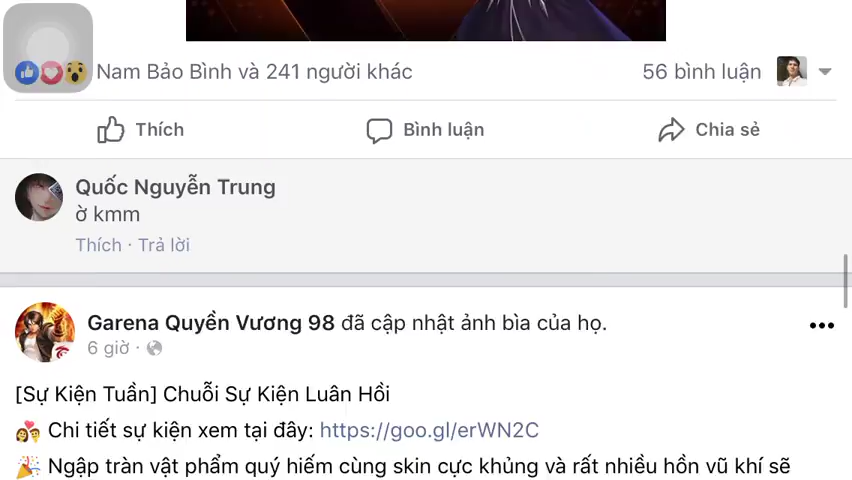 Nam Bảo Bình và 241 người khác 56 bình luận
Thích Bình luận Chia sẻ
Quốc Nguyễn Trung
ờ kmm
Thích · Trả lời
Garena Quyền Vương 98 đã cập nhật ảnh bìa của họ.
6 giờ ·
[Sự Kiện Tuần] Chuỗi Sự Kiện Luân Hồi
Chi tiết sự kiện xem tại đây: https://goo.gl/erWN2C
Ngập tràn vật phẩm quý hiếm cùng skin cực khủng và rất nhiều hồn vũ khí sẽ